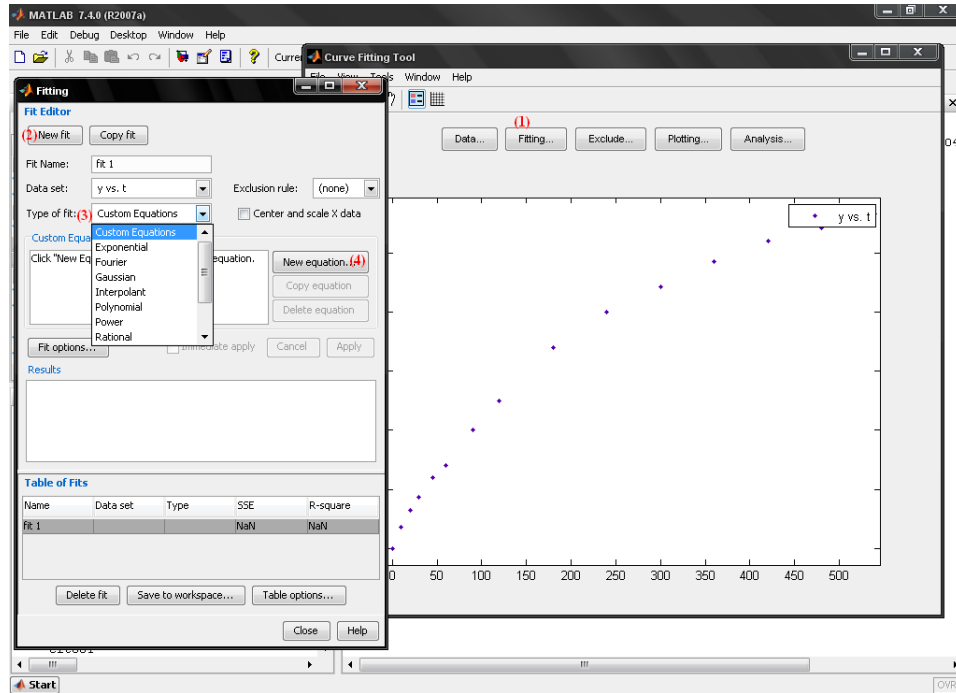 MATLAB 7.4.0 (R2007a)
File Edit Debug Desktop Window Help
Curre
Curve Fitting Tool
File View Tools Window Help
(1)
Data... Fitting... Exclude... Plotting... Analysis...
04
Fitting
Fit Editor
(2) New fit Copy fit
Fit Name: fit 1
Data set: y vs. t Exclusion rule: (none)
Type of fit: (3) Custom Equations Center and scale X data
Custom Equations
Exponential
Fourier
Gaussian
Interpolant
Polynomial
Power
Rational
Custom Equa
Click "New Eq equation.
New equation... (4)
Copy equation
Delete equation
Fit options... Immediate apply Cancel Apply
Results
Table of Fits
Name Data set Type SSE R-square
fit 1 NaN NaN
Delete fit Save to workspace... Table options...
Close Help
y vs. t
0 50 100 150 200 250 300 350 400 450 500
Start
OVR